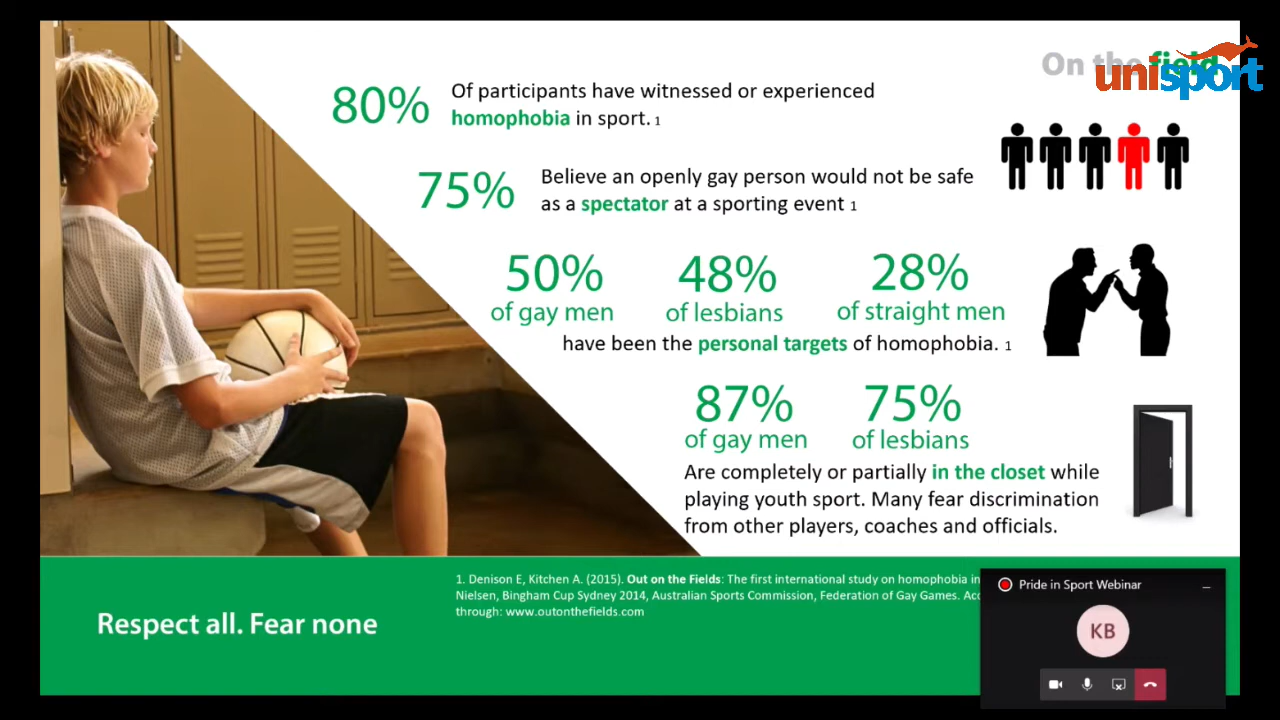 On the field
unisport
80%
Of participants have witnessed or experienced
homophobia in sport. 1
75%
Believe an openly gay person would not be safe
as a spectator at a sporting event 1
50% 48% 28%
of gay men of lesbians of straight men
have been the personal targets of homophobia. 1
87% 75%
of gay men of lesbians
Are completely or partially in the closet while
playing youth sport. Many fear discrimination
from other players, coaches and officials.
1. Denison E, Kitchen A. (2015). Out on the Fields: The first international study on homophobia in
Nielsen, Bingham Cup Sydney 2014, Australian Sports Commission, Federation of Gay Games.
through: www.outonthefields.com
Respect all. Fear none
Pride in Sport Webinar
KB